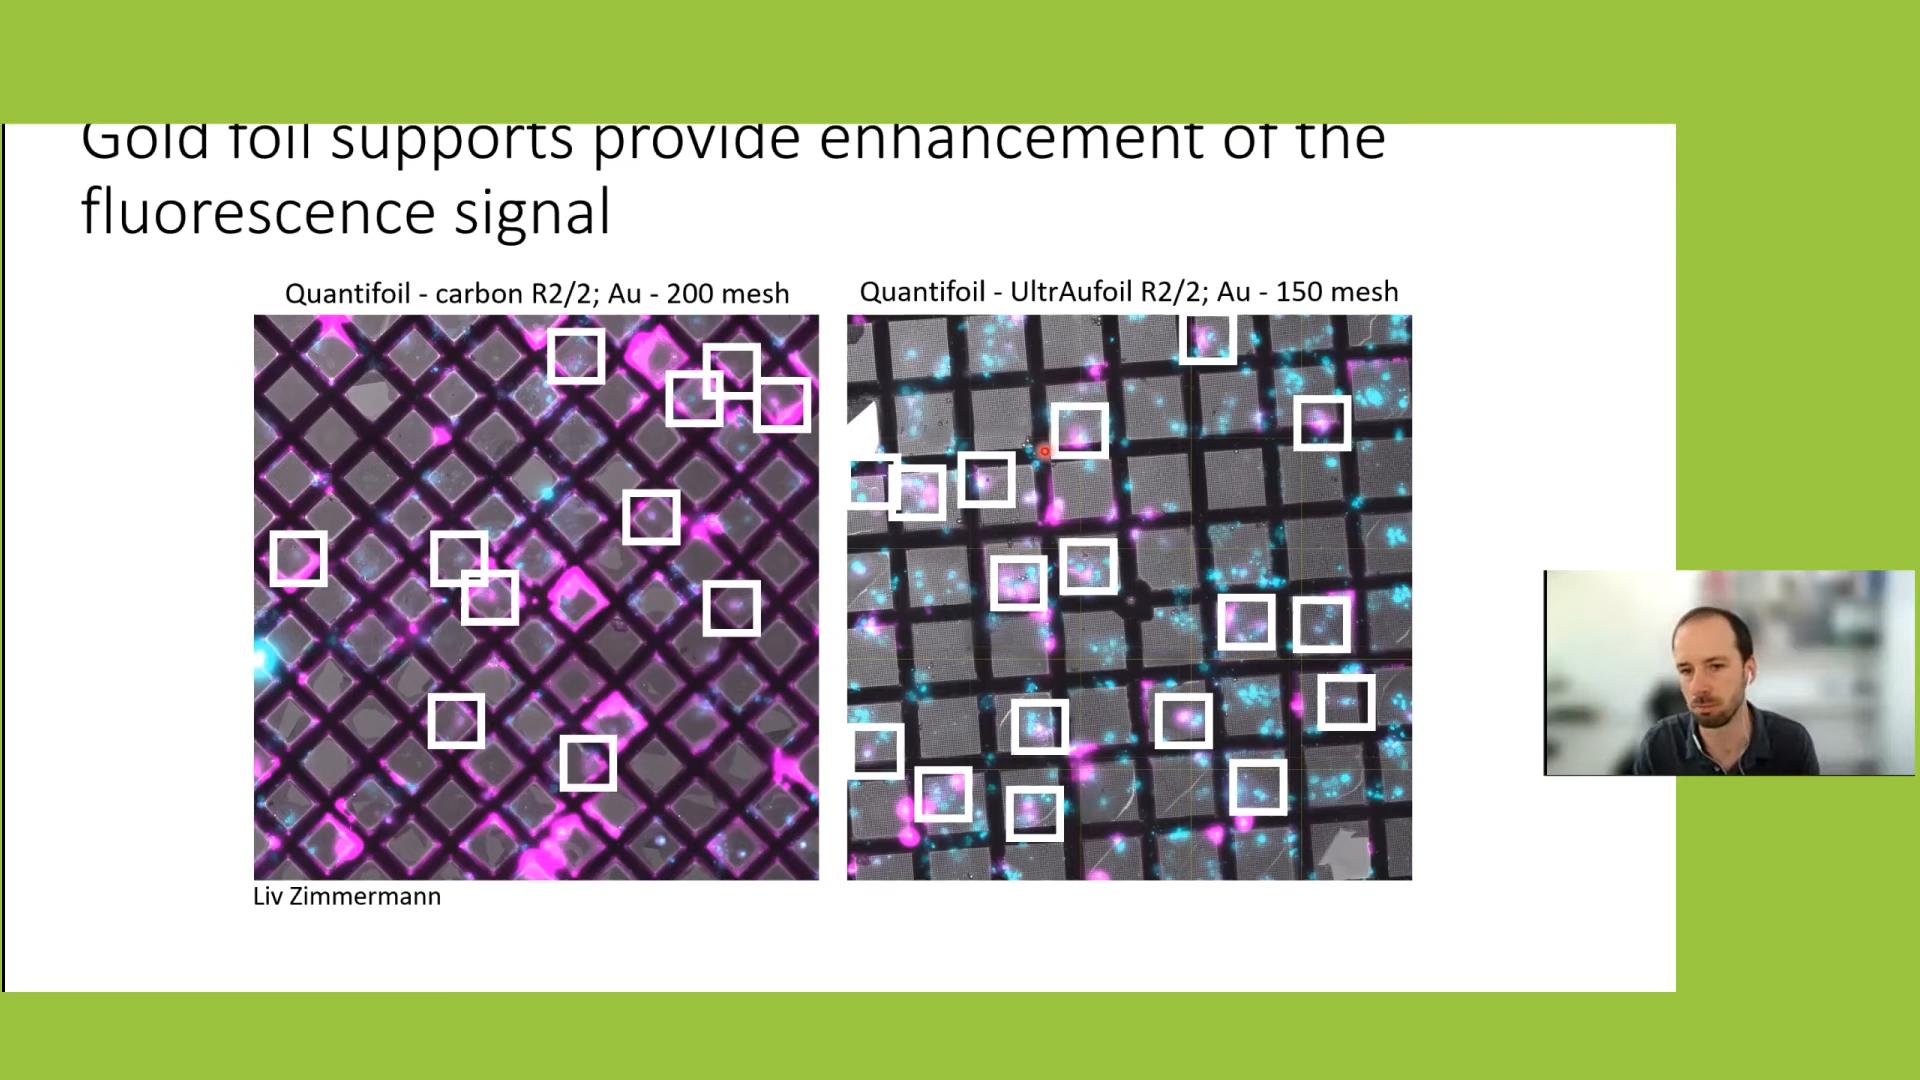 Gold foil supports provide enhancement of the
fluorescence signal
Quantifoil - carbon R2/2; Au - 200 mesh
Quantifoil - UltrAufoil R2/2; Au - 150 mesh
Liv Zimmermann